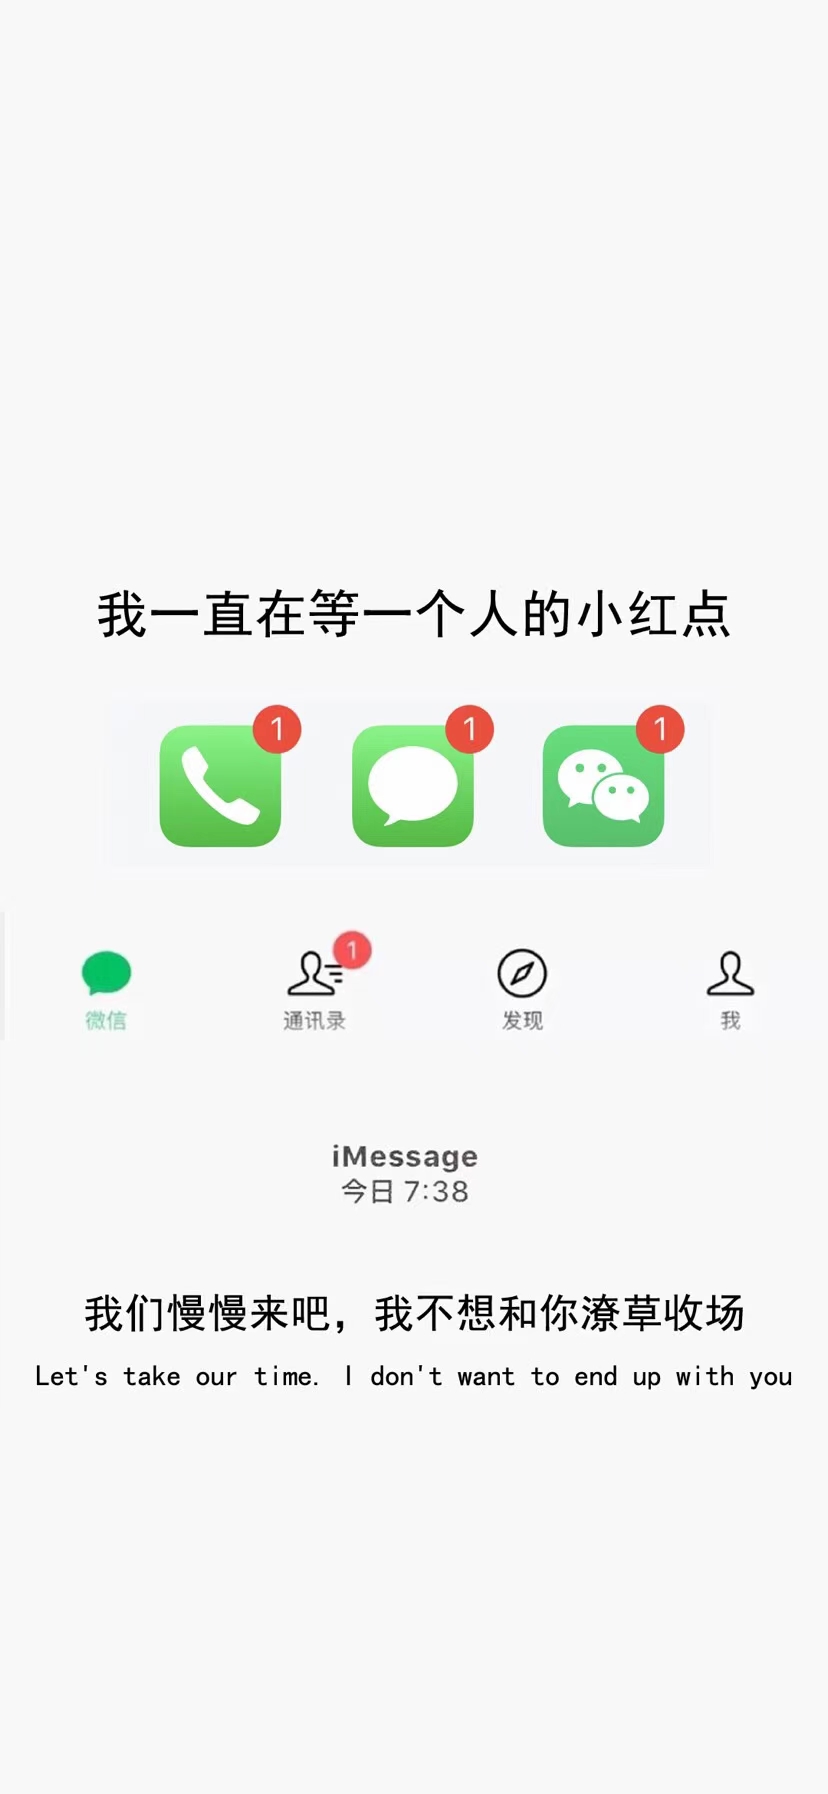 我一直在等一个人的小红点
1 1 1
1
微信 通讯录 发现 我
iMessage
今日 7:38
我们慢慢来吧，我不想和你潦草收场
Let's take our time. I don't want to end up with you